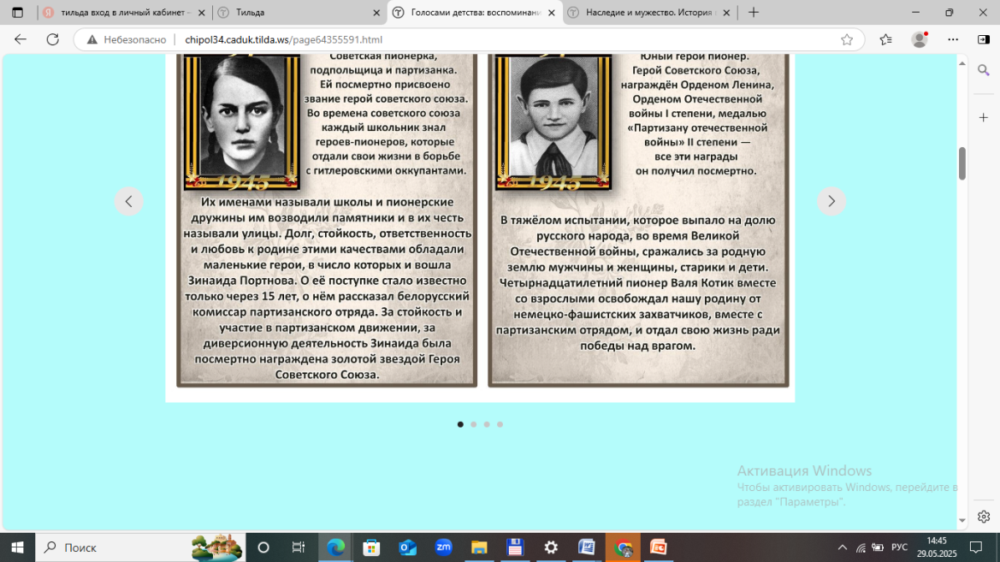 тильда вход в личный кабинет –
Тильда
Голосами детства: воспоминани
Наследие и мужество. История
Небезопасно
chipol34.caduk.tilda.ws/page64355591.html
Советская пионерка,
подпольщица и партизанка.
Ей посмертно присвоено
звание герой советского союза.
Во времена советского союза
каждый школьник знал
героев-пионеров, которые
отдали свои жизни в борьбе
с гитлеровскими оккупантами.
1945
Их именами называли школы и пионерские
дружины им возводили памятники и в их честь
называли улицы. Долг, стойкость, ответственность
и любовь к родине этими качествами обладали
маленькие герои, в число которых и вошла
Зинаида Портнова. О её поступке стало известно
только через 15 лет, о нём рассказал белорусский
комиссар партизанского отряда. За стойкость и
участие в партизанском движении, за
диверсионную деятельность Зинаида была
посмертно награждена золотой звездой Героя
Советского Союза.
Юный герой пионер.
Герой Советского Союза,
награждён Орденом Ленина,
Орденом Отечественной
войны I степени, медалью
«Партизану отечественной
войны» II степени —
все эти награды
он получил посмертно.
1945
В тяжёлом испытании, которое выпало на долю
русского народа, во время Великой
Отечественной войны, сражались за родную
землю мужчины и женщины, старики и дети.
Четырнадцатилетний пионер Валя Котик вместе
со взрослыми освобождал нашу родину от
немецко-фашистских захватчиков, вместе с
партизанским отрядом, и отдал свою жизнь ради
победы над врагом.
Активация Windows
Чтобы активировать Windows, перейдите в
раздел "Параметры".
Поиск
zm
РУС
14:45
29.05.2025